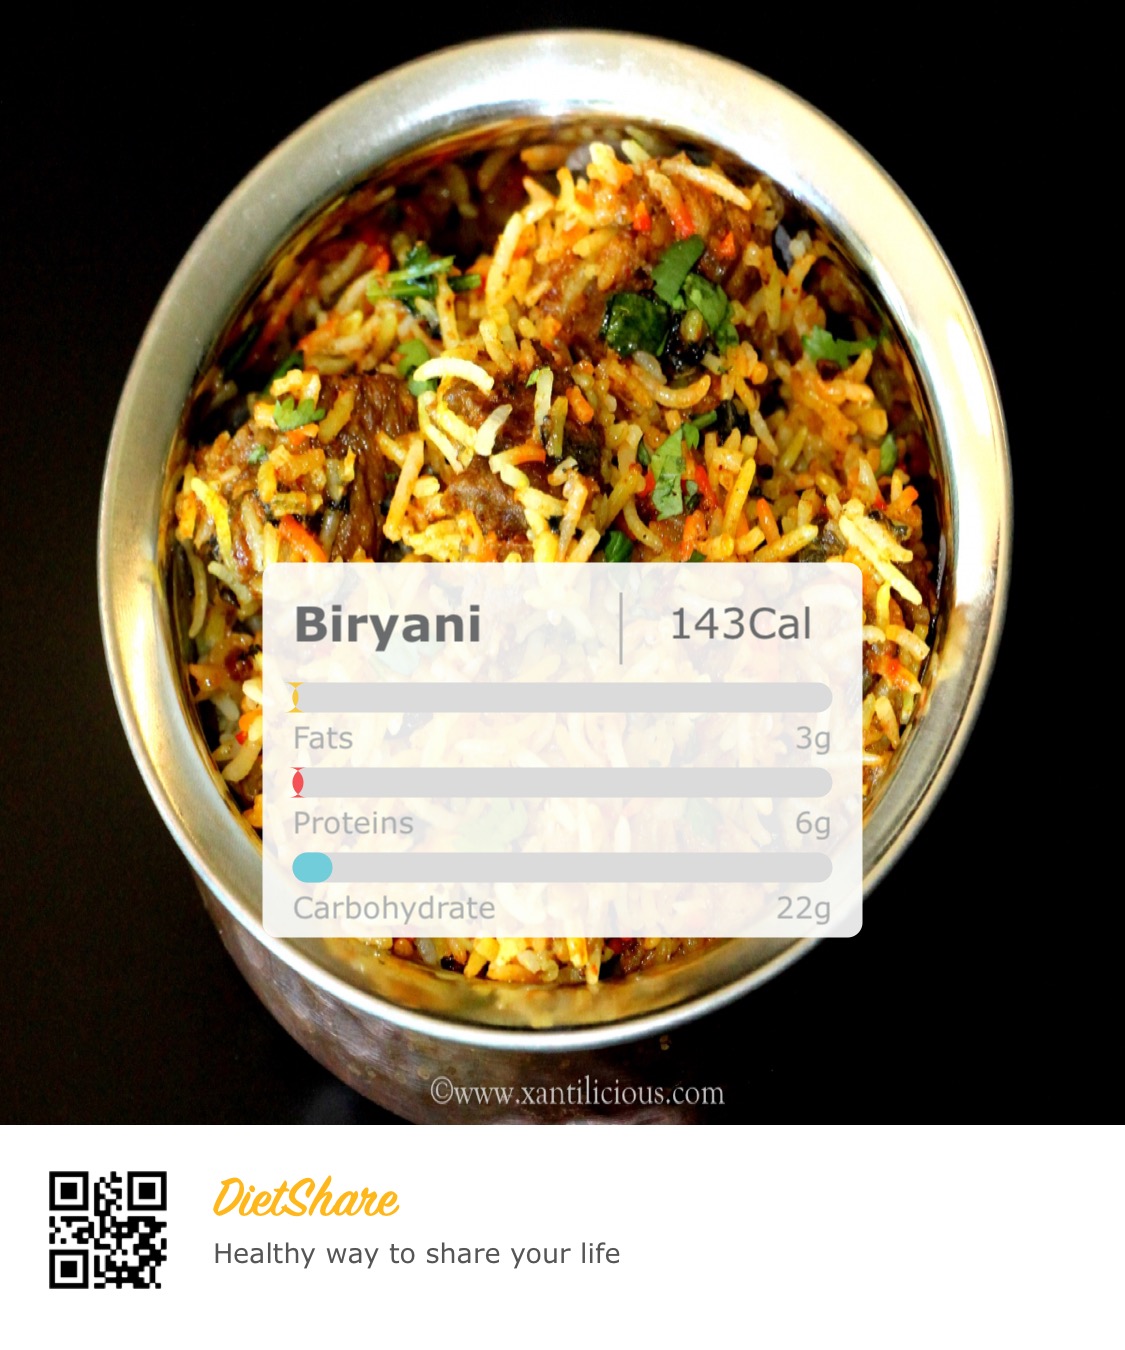 Biryani 143Cal
Fats 3g
Proteins 6g
Carbohydrate 22g
©www.xantilicious.com
DietShare
Healthy way to share your life